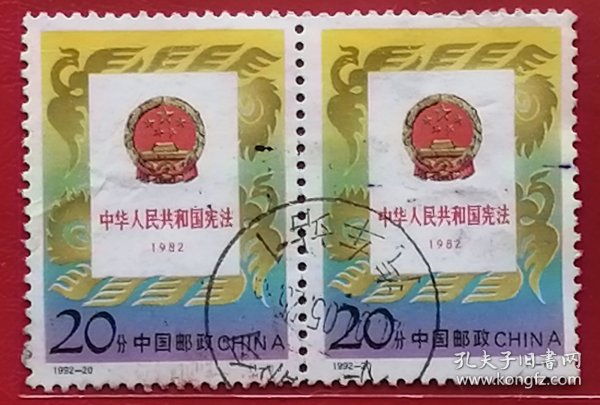 中华人民共和国宪法
1982
20分 中国邮政 CHINA
1992-20
中华人民共和国宪法
1982
20分 中国邮政 CHINA
孔夫子旧书网
www.kongfz.com